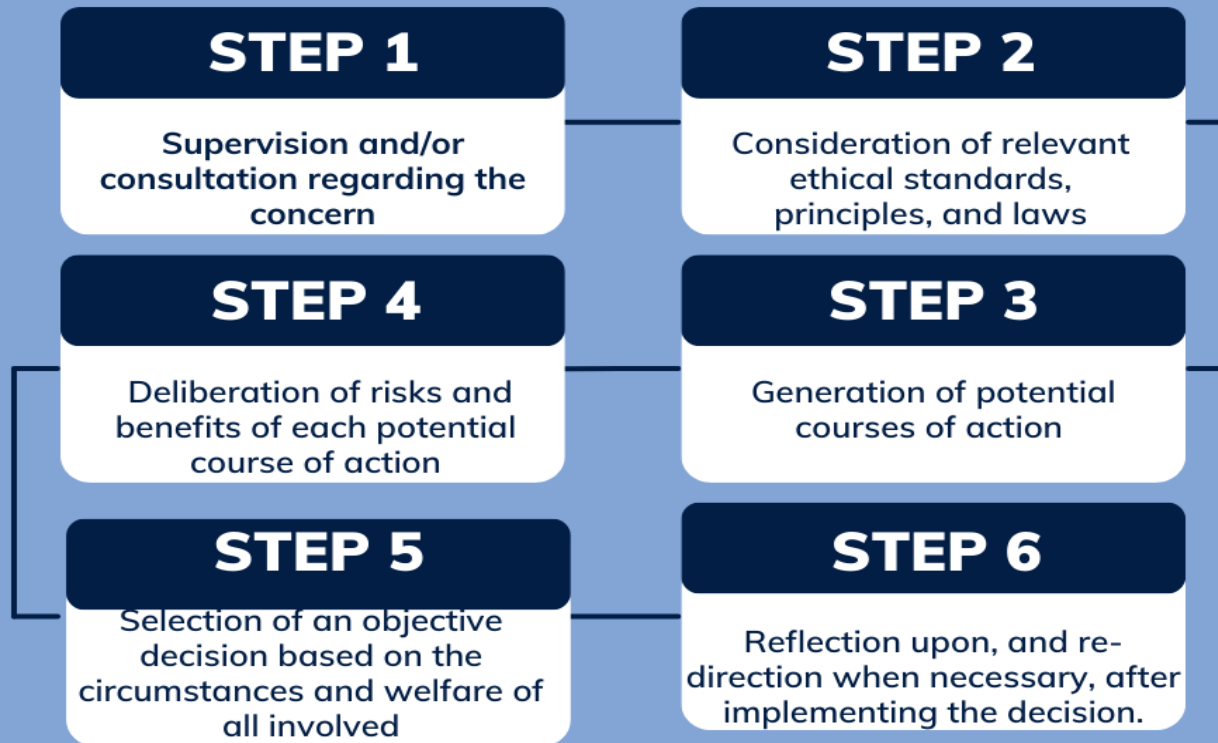 STEP 1
Supervision and/or
consultation regarding the
concern
STEP 2
Consideration of relevant
ethical standards,
principles, and laws
STEP 3
Generation of potential
courses of action
STEP 4
Deliberation of risks and
benefits of each potential
course of action
STEP 5
Selection of an objective
decision based on the
circumstances and welfare of
all involved
STEP 6
Reflection upon, and re-
direction when necessary, after
implementing the decision.